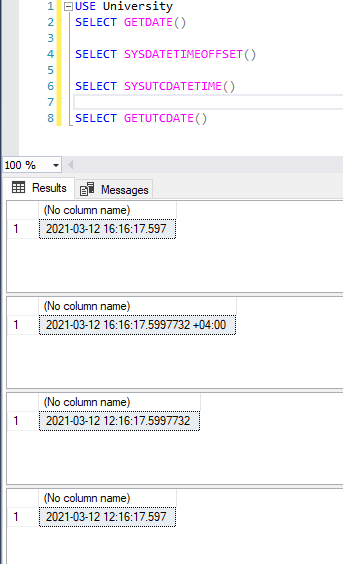 1 USE University
2 SELECT GETDATE()
3
4 SELECT SYSDATETIMEOFFSET()
5
6 SELECT SYSUTCDATETIME()
7
8 SELECT GETUTCDATE()
100 %
Results Messages
(No column name)
1 2021-03-12 16:16:17.597
(No column name)
1 2021-03-12 16:16:17.5997732 +04:00
(No column name)
1 2021-03-12 12:16:17.5997732
(No column name)
1 2021-03-12 12:16:17.597